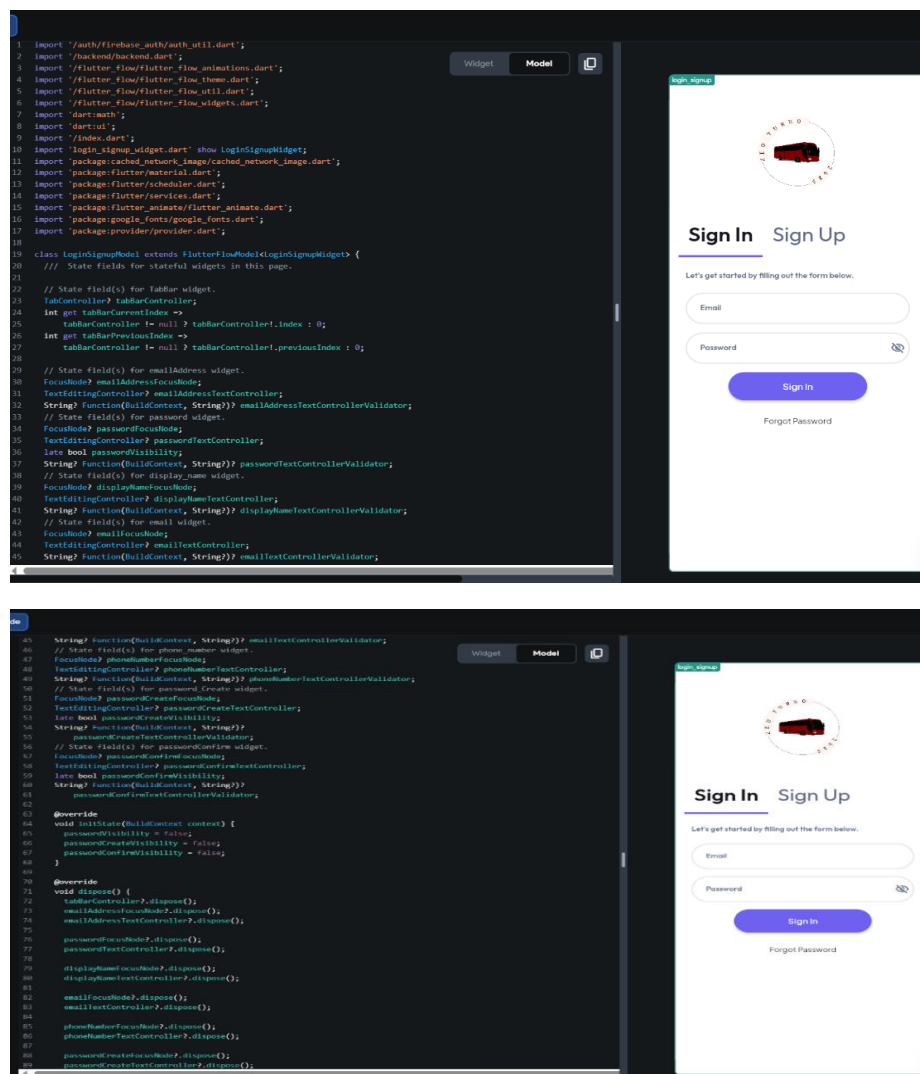 1 import '/auth/firebase_auth/auth_util.dart';
2 import '/backend/backend.dart';
3 import '/flutter_flow/flutter_flow_animations.dart';
4 import '/flutter_flow/flutter_flow_theme.dart';
5 import '/flutter_flow/flutter_flow_util.dart';
6 import '/flutter_flow/flutter_flow_widgets.dart';
7 import 'dart:math';
8 import 'dart:ui';
9 import '/index.dart';
10 import 'login_signup_widget.dart' show LoginSignupWidget;
11 import 'package:cached_network_image/cached_network_image.dart';
12 import 'package:flutter/material.dart';
13 import 'package:flutter/scheduler.dart';
14 import 'package:flutter/services.dart';
15 import 'package:flutter_animate/flutter_animate.dart';
16 import 'package:google_fonts/google_fonts.dart';
17 import 'package:provider/provider.dart';
18
19 class LoginSignupModel extends FlutterFlowModel<LoginSignupWidget> {
20 /// State fields for stateful widgets in this page.
21
22 // State field(s) for TabBar widget.
23 TabController? tabBarController;
24 int get tabBarCurrentIndex =>
25 tabBarController != null ? tabBarController!.index : 0;
26 int get tabBarPreviousIndex =>
27 tabBarController != null ? tabBarController!.previousIndex : 0;
28
29 // State field(s) for emailAddress widget.
30 FocusNode? emailAddressFocusNode;
31 TextEditingController? emailAddressTextController;
32 String? Function(BuildContext, String?)? emailAddressTextControllerValidator;
33 // State field(s) for password widget.
34 FocusNode? passwordFocusNode;
35 TextEditingController? passwordTextController;
36 late bool passwordVisibility;
37 String? Function(BuildContext, String?)? passwordTextControllerValidator;
38 // State field(s) for display_name widget.
39 FocusNode? displayNameFocusNode;
40 TextEditingController? displayNameTextController;
41 String? Function(BuildContext, String?)? displayNameTextControllerValidator;
42 // State field(s) for email widget.
43 FocusNode? emailFocusNode;
44 TextEditingController? emailTextController;
45 String? Function(BuildContext, String?)? emailTextControllerValidator;
Widget Model
login_signup
Sign In Sign Up
Let's get started by filling out the form below.
Email
Password
Sign In
Forgot Password
de
45 String? Function(BuildContext, String?)? emailTextControllerValidator;
46 // State field(s) for phone_number widget.
47 FocusNode? phoneNumberFocusNode;
48 TextEditingController? phoneNumberTextController;
49 String? Function(BuildContext, String?)? phoneNumberTextControllerValidator;
50 // State field(s) for password_Create widget.
51 FocusNode? passwordCreateFocusNode;
52 TextEditingController? passwordCreateTextController;
53 late bool passwordCreateVisibility;
54 String? Function(BuildContext, String?)?
55 passwordCreateTextControllerValidator;
56 // State field(s) for passwordConfirm widget.
57 FocusNode? passwordConfirmFocusNode;
58 TextEditingController? passwordConfirmTextController;
59 late bool passwordConfirmVisibility;
60 String? Function(BuildContext, String?)?
61 passwordConfirmTextControllerValidator;
62
63 @override
64 void initState(BuildContext context) {
65 passwordVisibility = false;
66 passwordCreateVisibility = false;
67 passwordConfirmVisibility = false;
68 }
69
70 @override
71 void dispose() {
72 tabBarController?.dispose();
73 emailAddressFocusNode?.dispose();
74 emailAddressTextController?.dispose();
75
76 passwordFocusNode?.dispose();
77 passwordTextController?.dispose();
78
79 displayNameFocusNode?.dispose();
80 displayNameTextController?.dispose();
81
82 emailFocusNode?.dispose();
83 emailTextController?.dispose();
84
85 phoneNumberFocusNode?.dispose();
86 phoneNumberTextController?.dispose();
87
88 passwordCreateFocusNode?.dispose();
89 passwordCreateTextController?.dispose();
Widget Model
login_signup
Sign In Sign Up
Let's get started by filling out the form below.
Email
Password
Sign In
Forgot Password